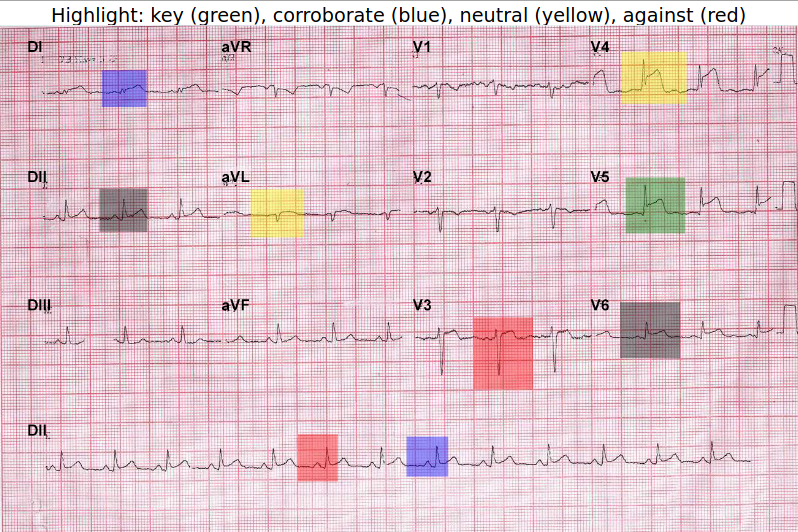 Highlight: key (green), corroborate (blue), neutral (yellow), against (red)
DI aVR V1 V4
DII aVL V2 V5
DIII aVF V3 V6
DII